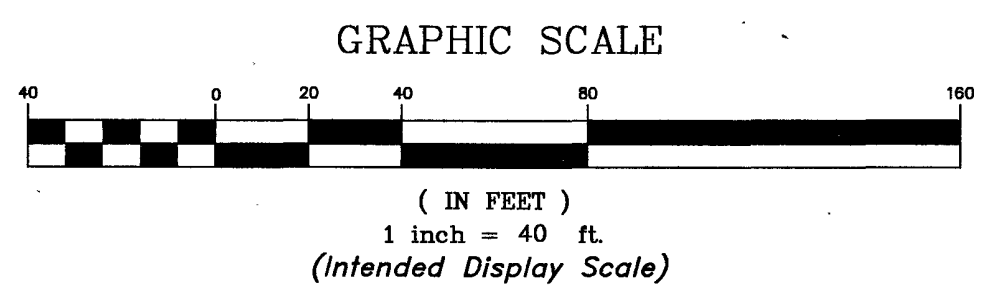 GRAPHIC SCALE
40 0 20 40 80 160
( IN FEET )
1 inch = 40 ft.
(Intended Display Scale)